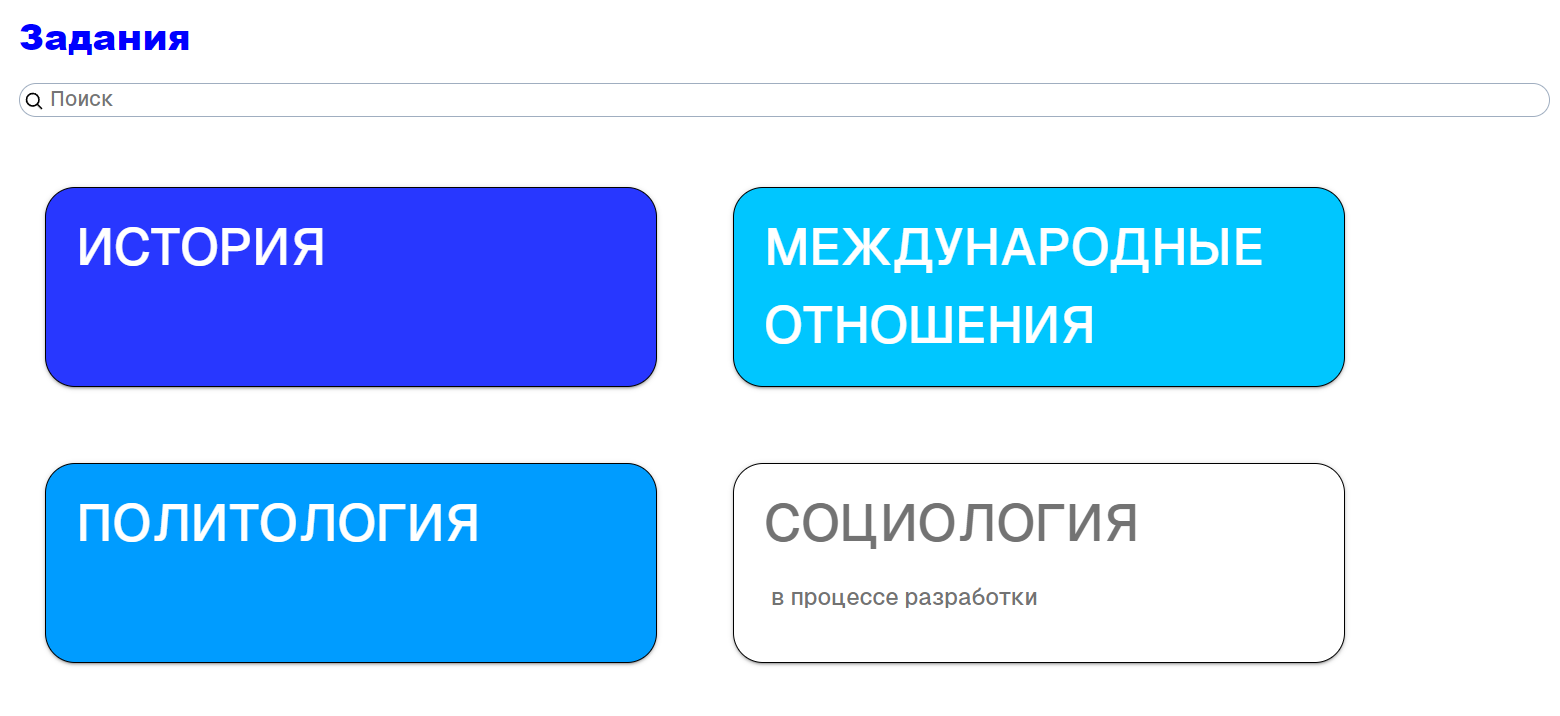 Задания
Поиск
ИСТОРИЯ
МЕЖДУНАРОДНЫЕ
ОТНОШЕНИЯ
ПОЛИТОЛОГИЯ
СОЦИОЛОГИЯ
в процессе разработки